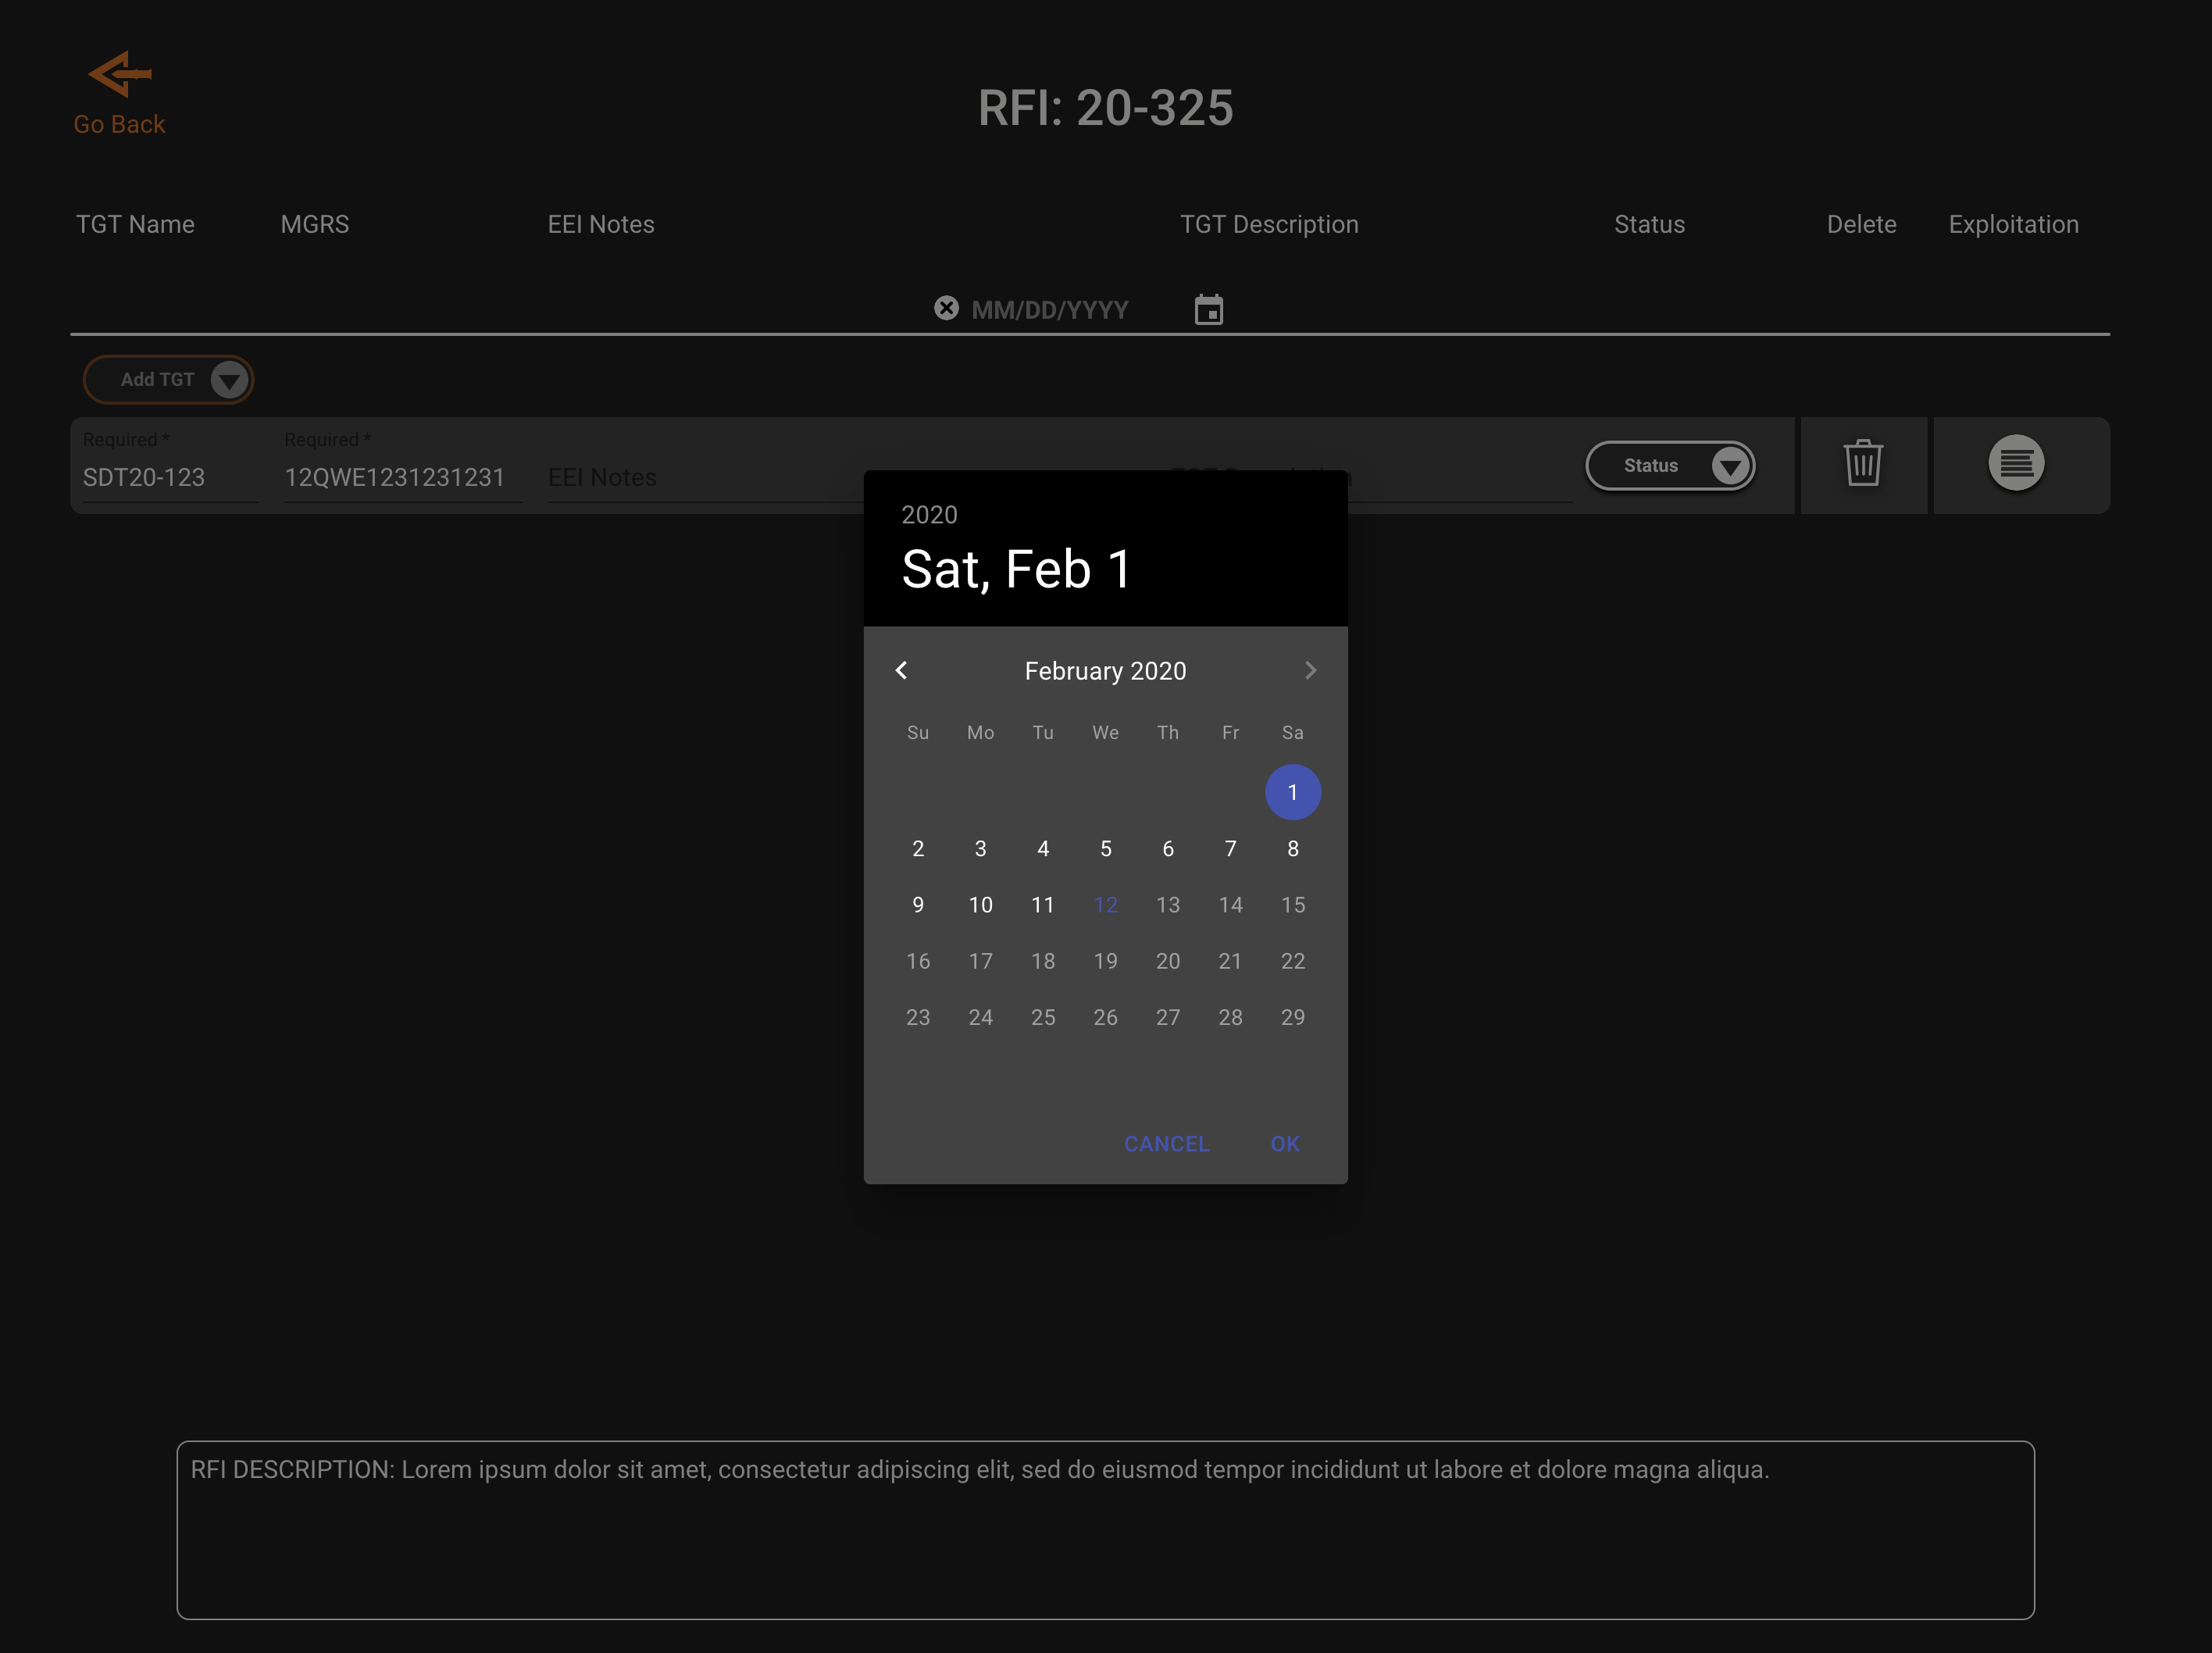 Go Back
RFI: 20-325
TGT Name MGRS EEI Notes TGT Description Status Delete Exploitation
MM/DD/YYYY
Add TGT
Required * Required *
SDT20-123 12QWE1231231231 EEI Notes Status
2020
Sat, Feb 1
February 2020
Su Mo Tu We Th Fr Sa
1
2 3 4 5 6 7 8
9 10 11 12 13 14 15
16 17 18 19 20 21 22
23 24 25 26 27 28 29
CANCEL OK
RFI DESCRIPTION: Lorem ipsum dolor sit amet, consectetur adipiscing elit, sed do eiusmod tempor incididunt ut labore et dolore magna aliqua.